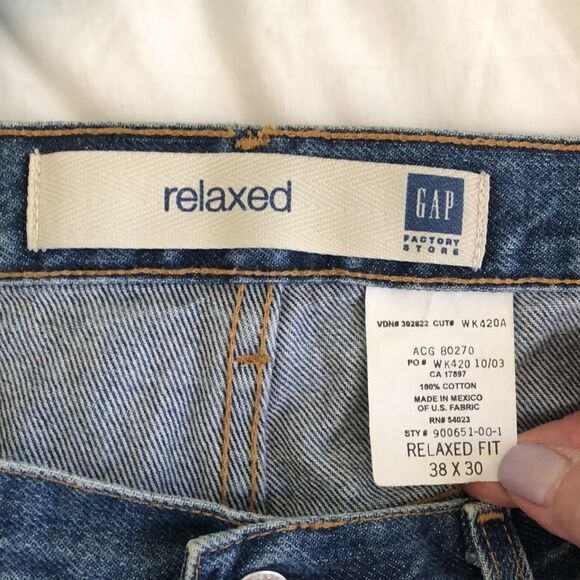 relaxed
GAP
FACTORY
STORE
VDN# 302622 CUT# WK420A
ACG 80270
PO# WK420 10/03
CA 17897
100% COTTON
MADE IN MEXICO
OF U.S. FABRIC
RN# 54023
STY # 900651-00-1
RELAXED FIT
38 X 30